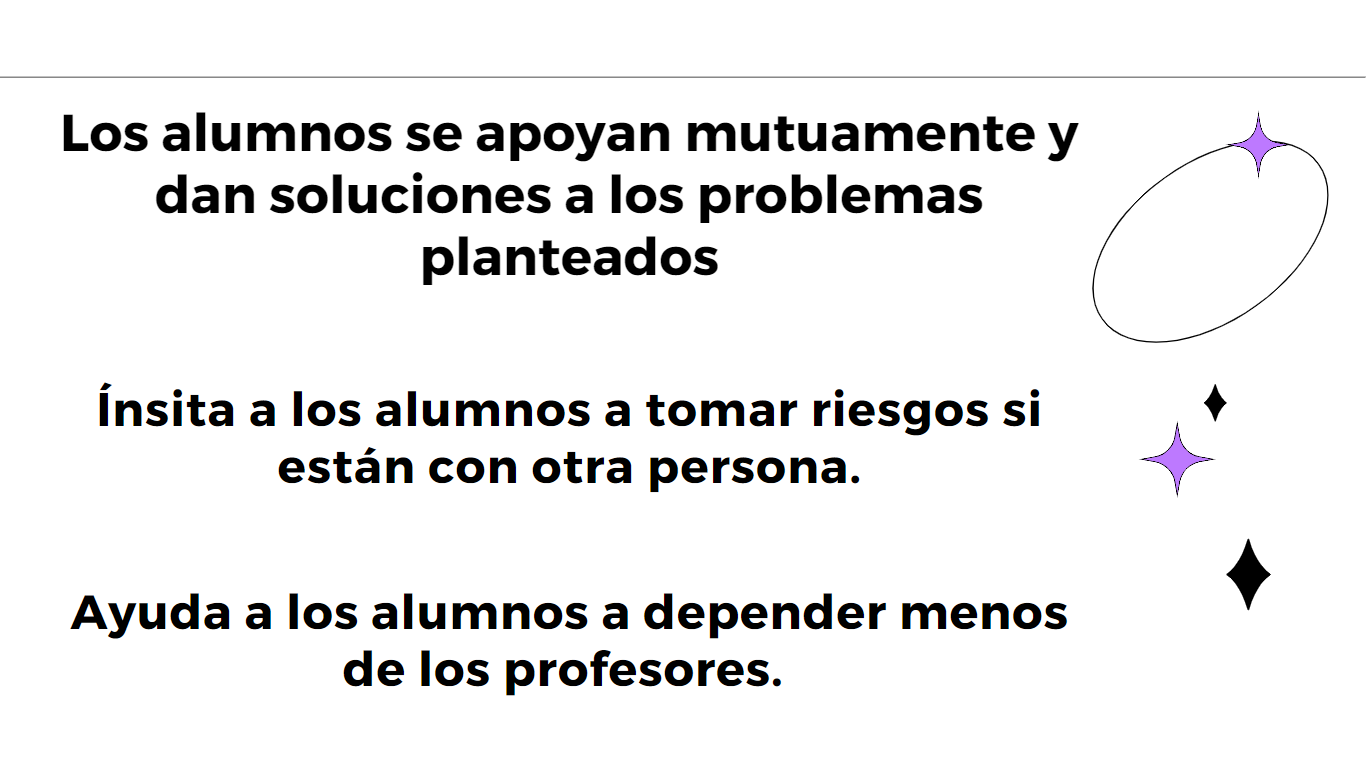 Los alumnos se apoyan mutuamente y
dan soluciones a los problemas
planteados
Ínsita a los alumnos a tomar riesgos si
están con otra persona.
Ayuda a los alumnos a depender menos
de los profesores.